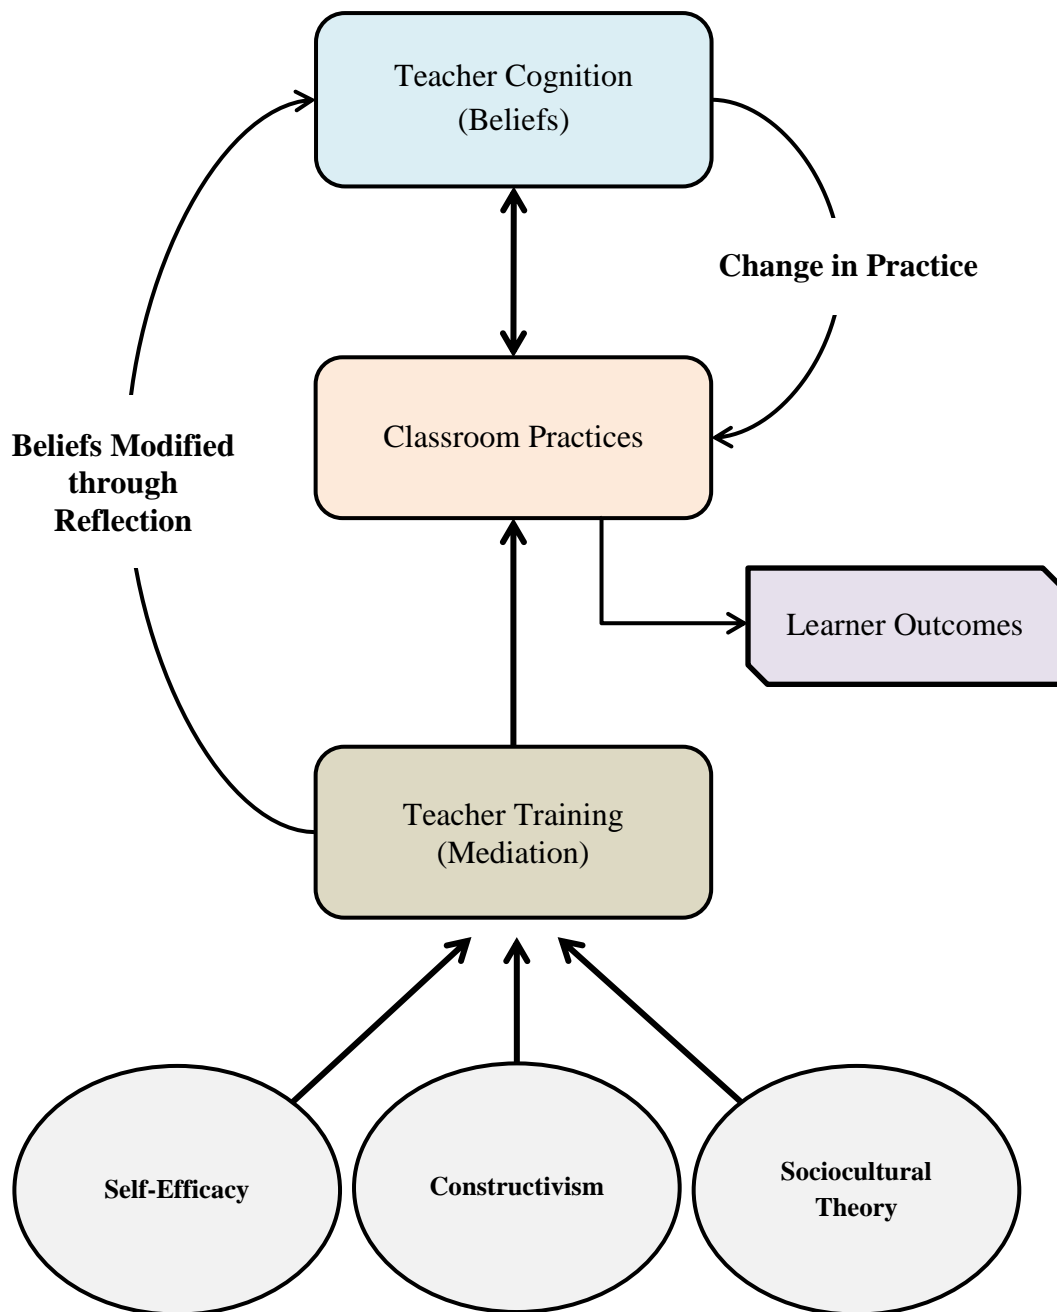 Teacher Cognition
(Beliefs)
Change in Practice
Classroom Practices
Beliefs Modified
through
Reflection
Learner Outcomes
Teacher Training
(Mediation)
Self-Efficacy
Constructivism
Sociocultural
Theory